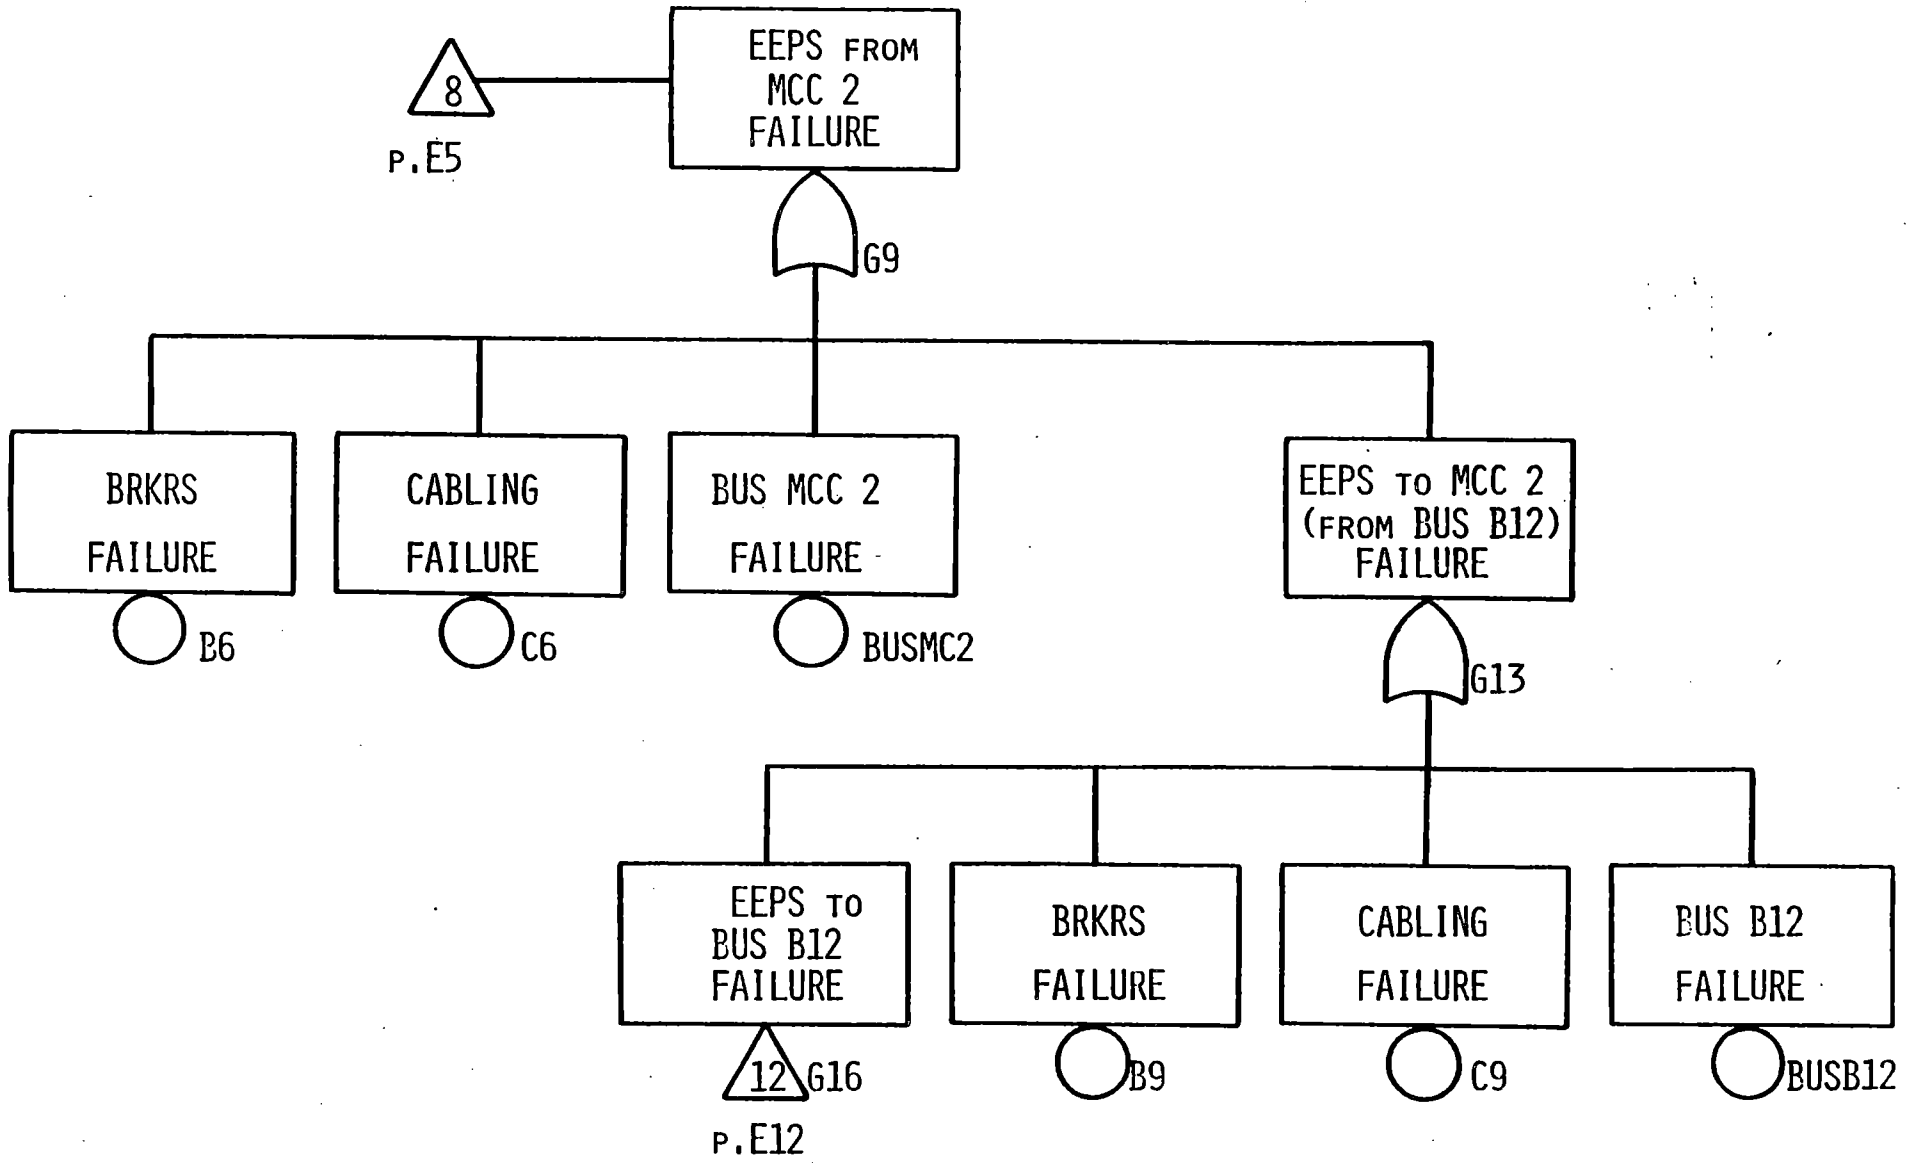 EEPS FROM
MCC 2
FAILURE
8
P.E5
G9
BRKRS
FAILURE
B6
CABLING
FAILURE
C6
BUS MCC 2
FAILURE
BUSMC2
EEPS TO MCC 2
(FROM BUS B12)
FAILURE
G13
EEPS TO
BUS B12
FAILURE
12
G16
P.E12
BRKRS
FAILURE
B9
CABLING
FAILURE
C9
BUS B12
FAILURE
BUSB12